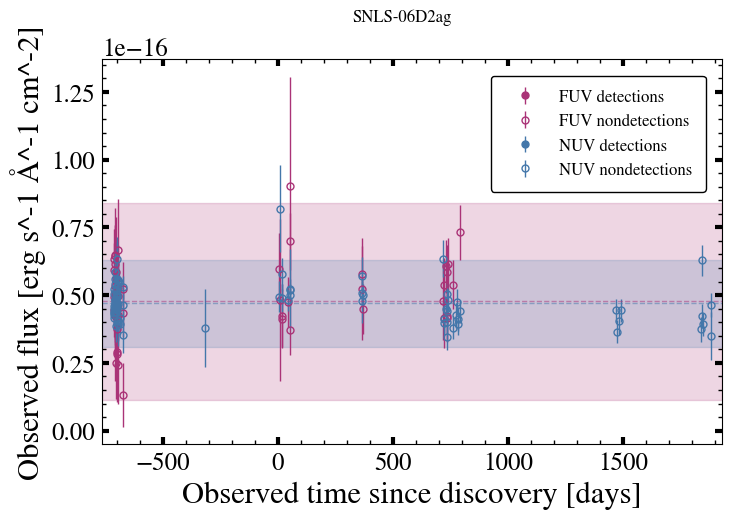 SNLS-06D2ag
1e−16
Observed flux [erg s^-1 Å^-1 cm^-2]
1.25
1.00
0.75
0.50
0.25
0.00
FUV detections
FUV nondetections
NUV detections
NUV nondetections
−500
0
500
1000
1500
Observed time since discovery [days]